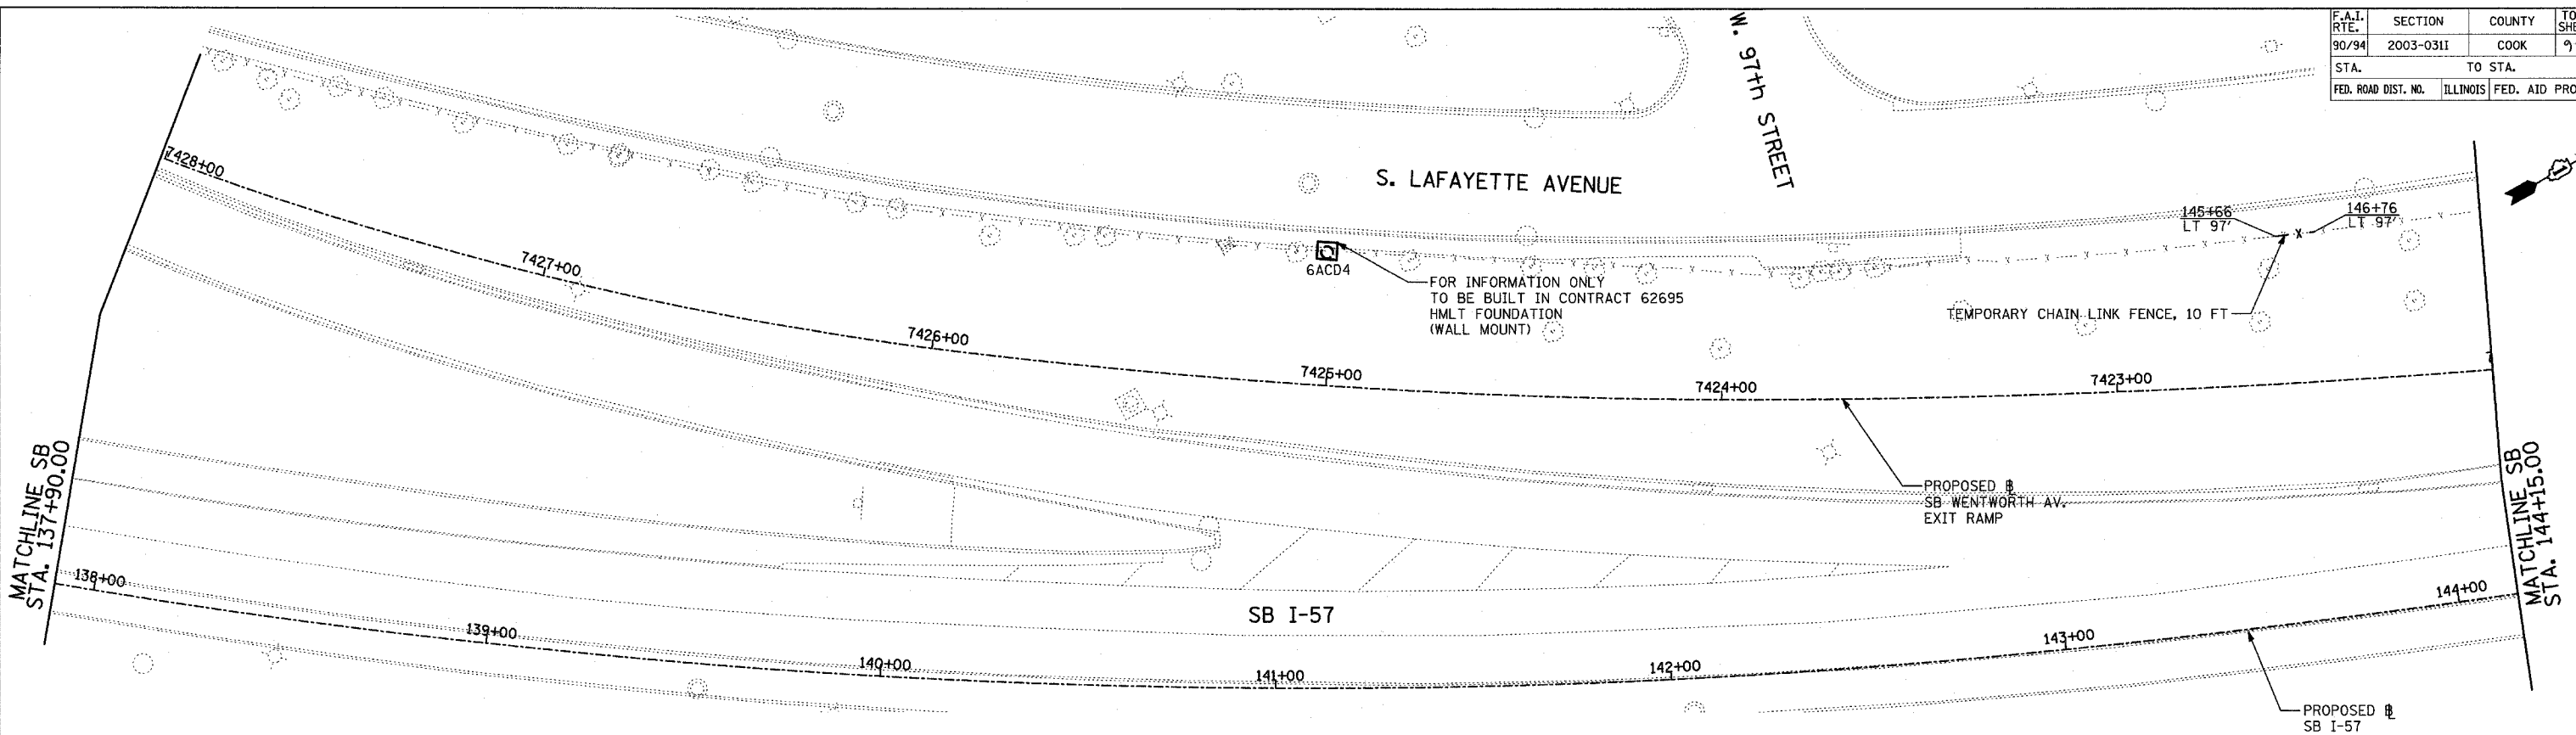 F.A.I. RTE. SECTION COUNTY
90/94 2003-031I COOK
STA. TO STA.
FED. ROAD DIST. NO. ILLINOIS FED. AID
W. 97th STREET
S. LAFAYETTE AVENUE
7428+00
7427+00
7426+00
7425+00
7424+00
7423+00
145+66
LT 97'
146+76
LT 97'
6ACD4
FOR INFORMATION ONLY
TO BE BUILT IN CONTRACT 62695
HMLT FOUNDATION
(WALL MOUNT)
TEMPORARY CHAIN LINK FENCE, 10 FT
PROPOSED ⅊
SB WENTWORTH AV.
EXIT RAMP
MATCHLINE SB
STA. 137+90.00
MATCHLINE SB
STA. 144+15.00
SB I-57
138+00
139+00
140+00
141+00
142+00
143+00
144+00
PROPOSED ⅊
SB I-57